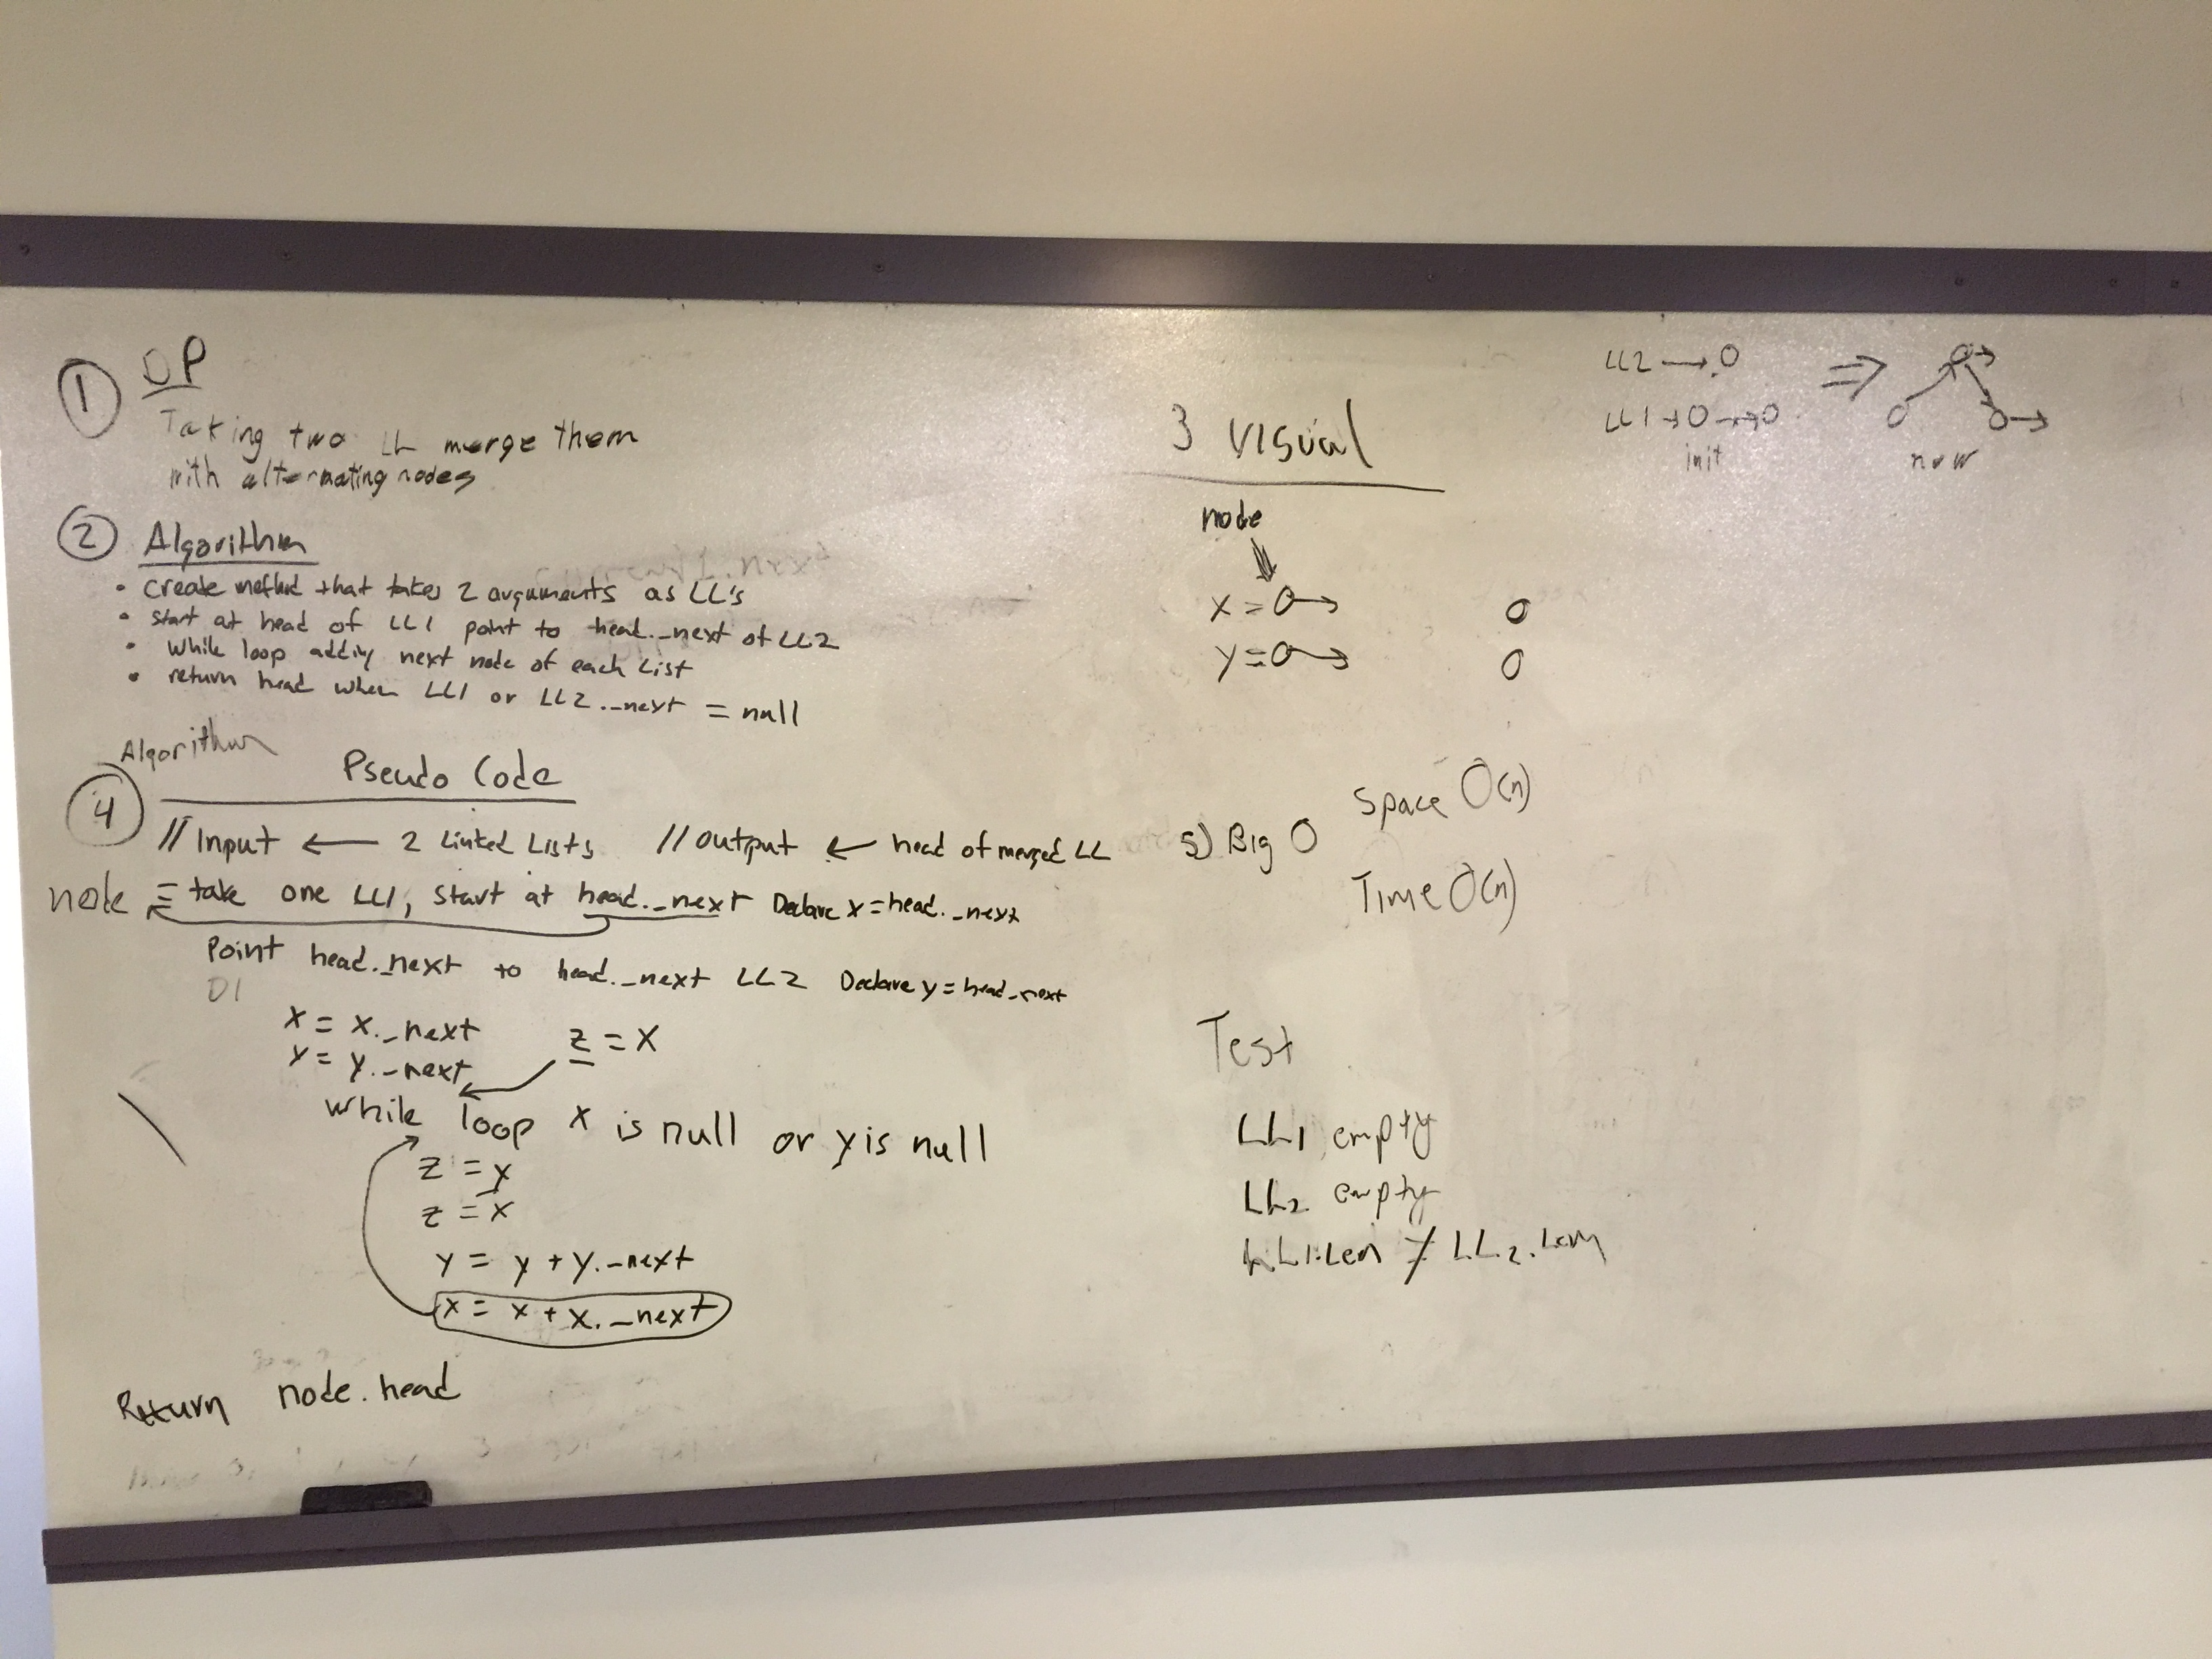 1 OP
Taking two LL merge them
with alternating nodes
2 Algorithm
• create method that takes 2 arguments as LL's
• start at head of LL1 point to head._next of LL2
• while loop adding next node of each List
• return head when LL1 or LL2._next = null
Algorithm
4 Pseudo Code
// Input ← 2 Linked Lists // output ← head of merged LL
node = take one LL1, start at head._next Declare x = head._next
Point head._next to head._next LL2 Declare y = head._next
D1
x = x._next
y = y._next
z = x
while loop x is null or y is null
z = y
z = x
y = y + y._next
x = x + x._next
Return node.head
3 Visual
node
x = O→
O
y = O→
O
LL2 → O
LL1 → O → O
init
⇒
new
5) Big O
Space O(n)
Time O(n)
Test
LL1 empty
LL2 empty
LL1.Len ≠ LL2.Len